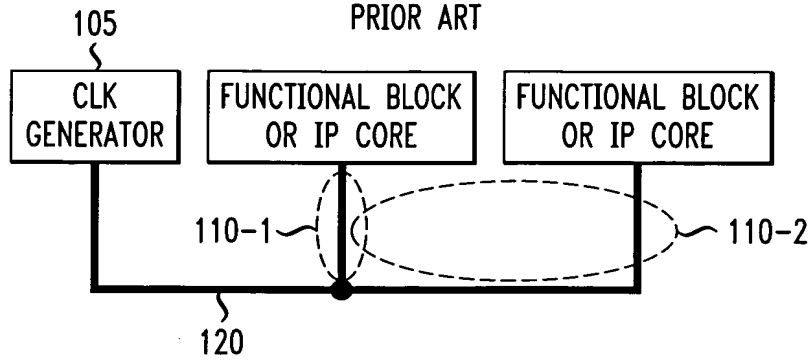 PRIOR ART
105
CLK
GENERATOR
FUNCTIONAL BLOCK
OR IP CORE
FUNCTIONAL BLOCK
OR IP CORE
110-1
110-2
120